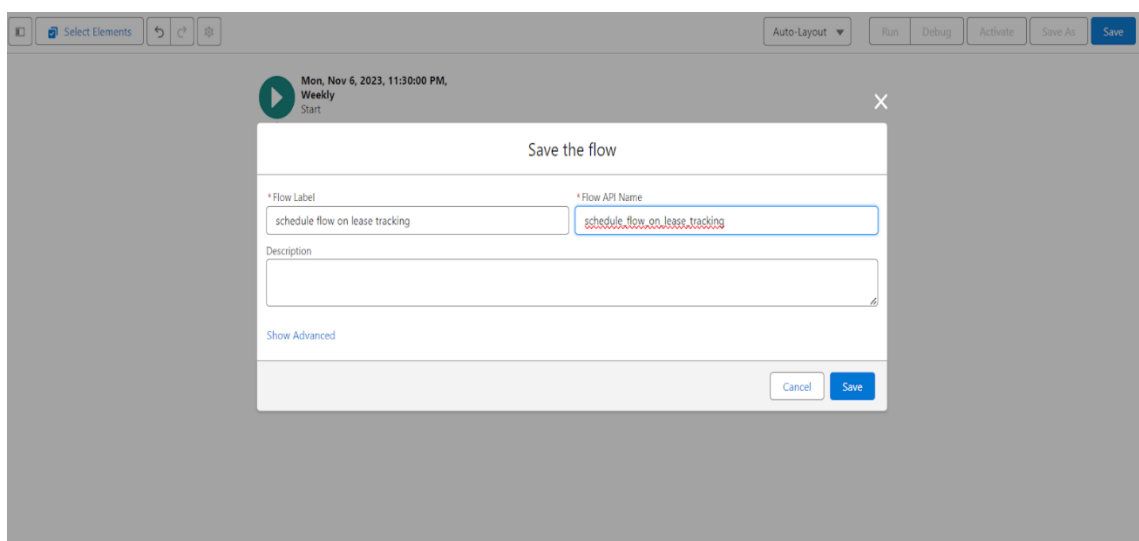 Select Elements
Auto-Layout
Run
Debug
Activate
Save As
Save
Mon, Nov 6, 2023, 11:30:00 PM,
Weekly
Start
Save the flow
*Flow Label
*Flow API Name
schedule flow on lease tracking
schedule_flow_on_lease_tracking
Description
Show Advanced
Cancel
Save